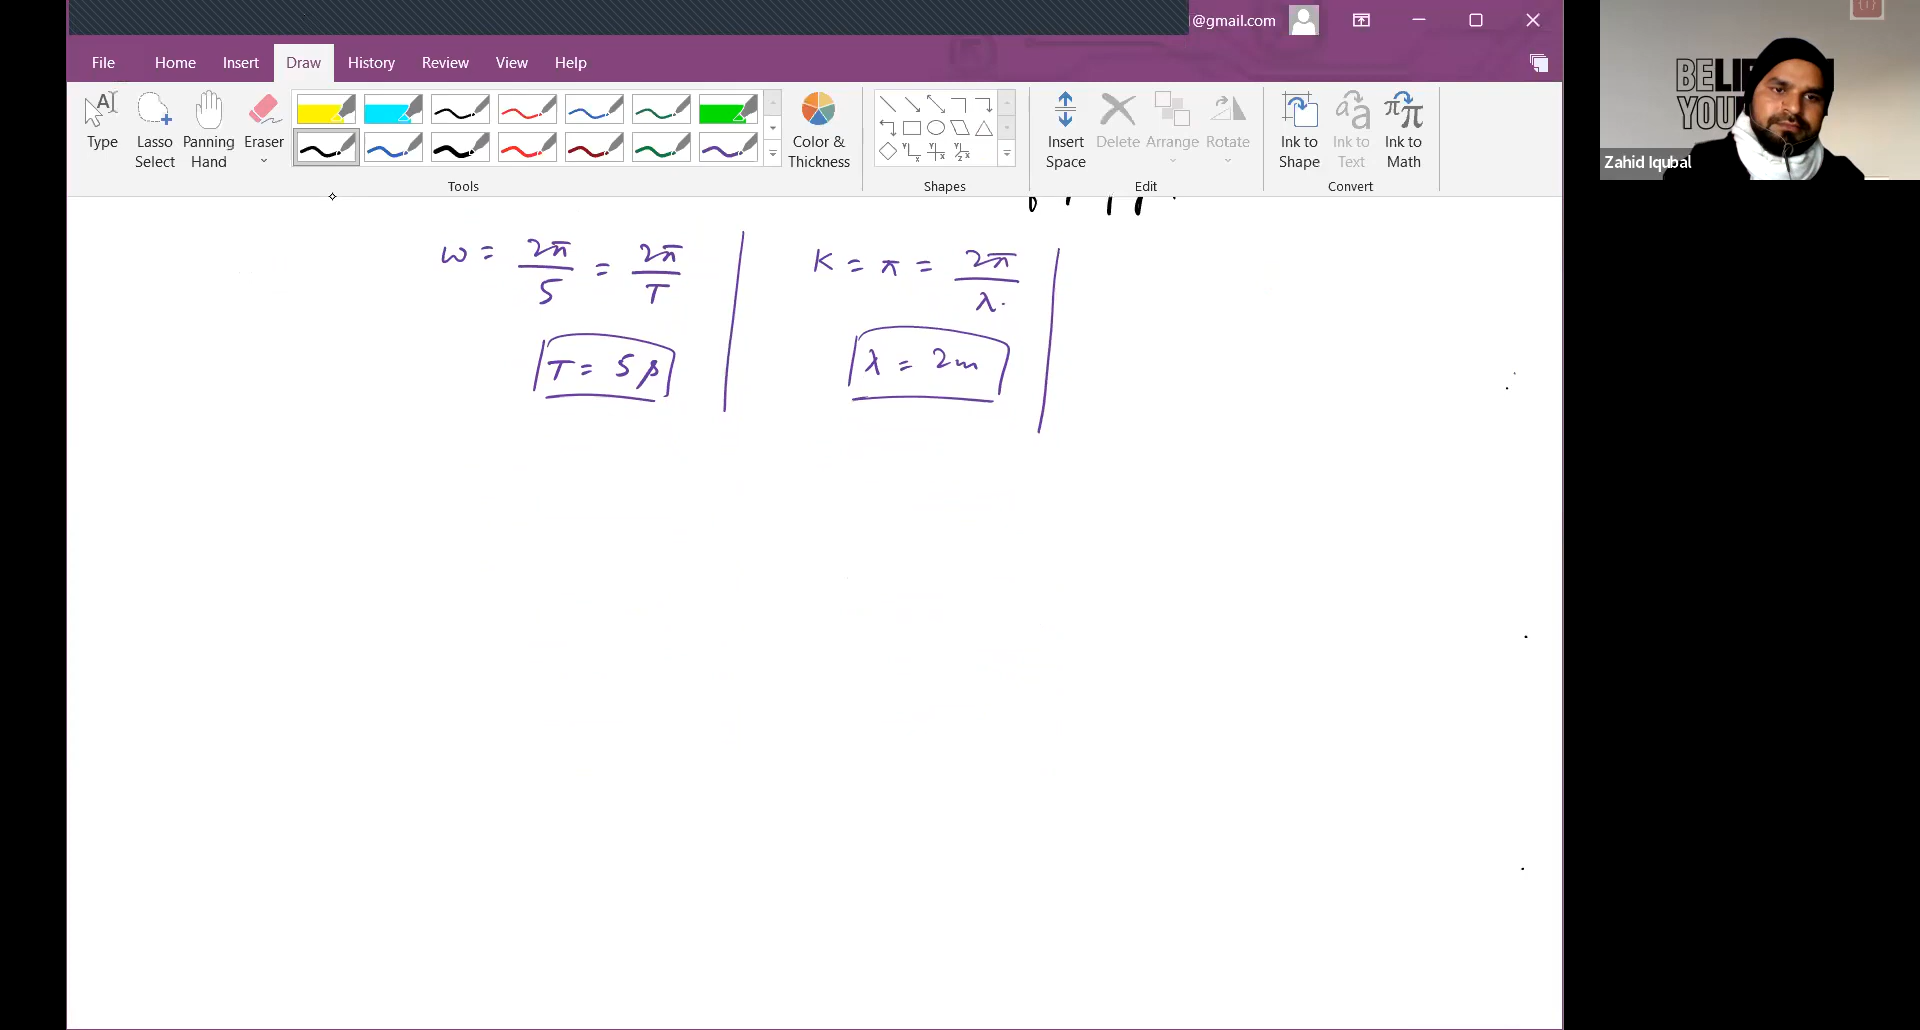 @gmail.com
File Home Insert Draw History Review View Help
Type Lasso Select Panning Hand Eraser Color & Thickness Insert Space Delete Arrange Rotate Ink to Shape Ink to Text Ink to Math
Tools Shapes Edit Convert
Zahid Iqubal
ω = 2π/5 = 2π/T
T = 5 s
K = π = 2π/λ
λ = 2m